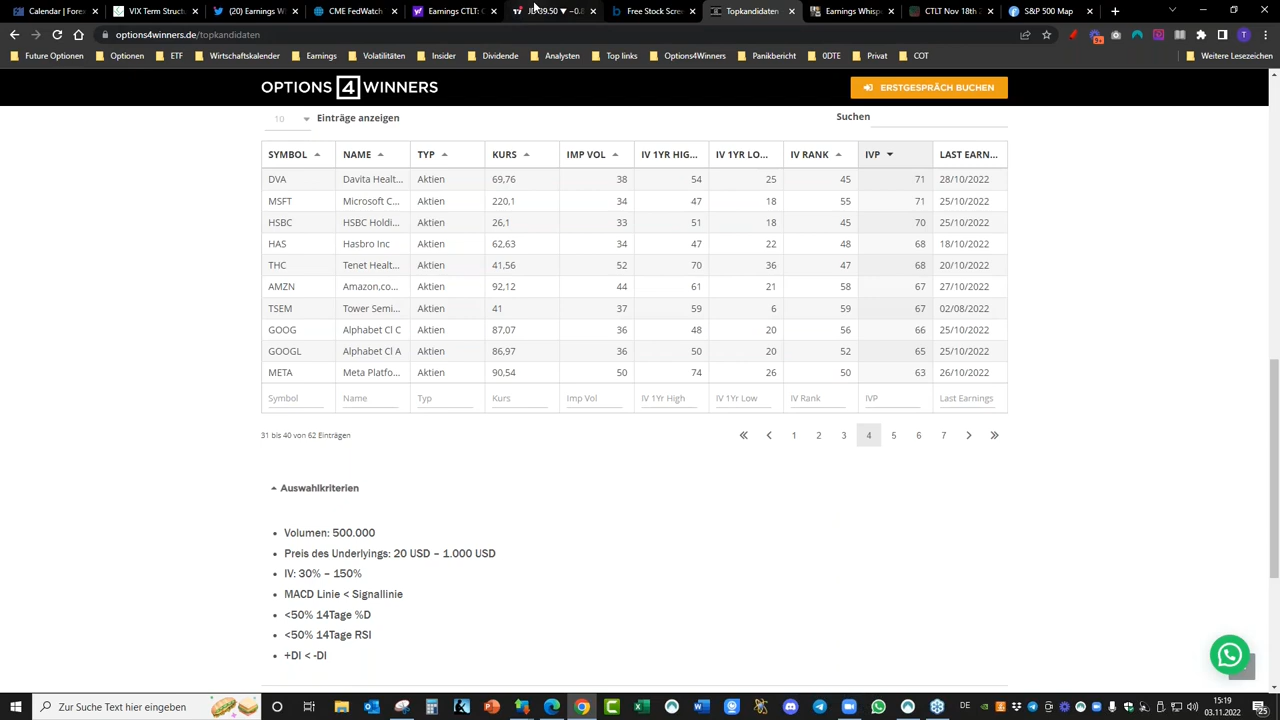 Calendar | Forex
VIX Term Struct
(20) Earnings W
CME FedWatch
Earnings CTLT:
Free Stock Scre
Topkandidaten
Earnings Whisp
CTLT Nov 18th
S&P 500 Map
options4winners.de/topkandidaten
Future Optionen
Optionen
ETF
Wirtschaftskalender
Earnings
Volatilitäten
Insider
Dividende
Analysten
Top links
Options4Winners
Panikbericht
0DTE
Privat
COT
Weitere Lesezeichen
OPTIONS 4 WINNERS
ERSTGESPRÄCH BUCHEN
10 Einträge anzeigen
Suchen
SYMBOL NAME TYP KURS IMP VOL IV 1YR HIG... IV 1YR LO... IV RANK IVP LAST EARN...
DVA Davita Healt... Aktien 69,76 38 54 25 45 71 28/10/2022
MSFT Microsoft C... Aktien 220,1 34 47 18 55 71 25/10/2022
HSBC HSBC Holdi... Aktien 26,1 33 51 18 45 70 25/10/2022
HAS Hasbro Inc Aktien 62,63 34 47 22 48 68 18/10/2022
THC Tenet Healt... Aktien 41,56 52 70 36 47 68 20/10/2022
AMZN Amazon,co... Aktien 92,12 44 61 21 58 67 27/10/2022
TSEM Tower Semi... Aktien 41 37 59 6 59 67 02/08/2022
GOOG Alphabet Cl C Aktien 87,07 36 48 20 56 66 25/10/2022
GOOGL Alphabet Cl A Aktien 86,97 36 50 20 52 65 25/10/2022
META Meta Platfo... Aktien 90,54 50 74 26 50 63 26/10/2022
Symbol Name Typ Kurs Imp Vol IV 1Yr High IV 1Yr Low IV Rank IVP Last Earnings
31 bis 40 von 62 Einträgen
1 2 3 4 5 6 7
Auswahlkriterien
Volumen: 500.000
Preis des Underlyings: 20 USD – 1.000 USD
IV: 30% – 150%
MACD Linie < Signallinie
<50% 14Tage %D
<50% 14Tage RSI
+DI < -DI
Zur Suche Text hier eingeben
DE
15:19
03.11.2022